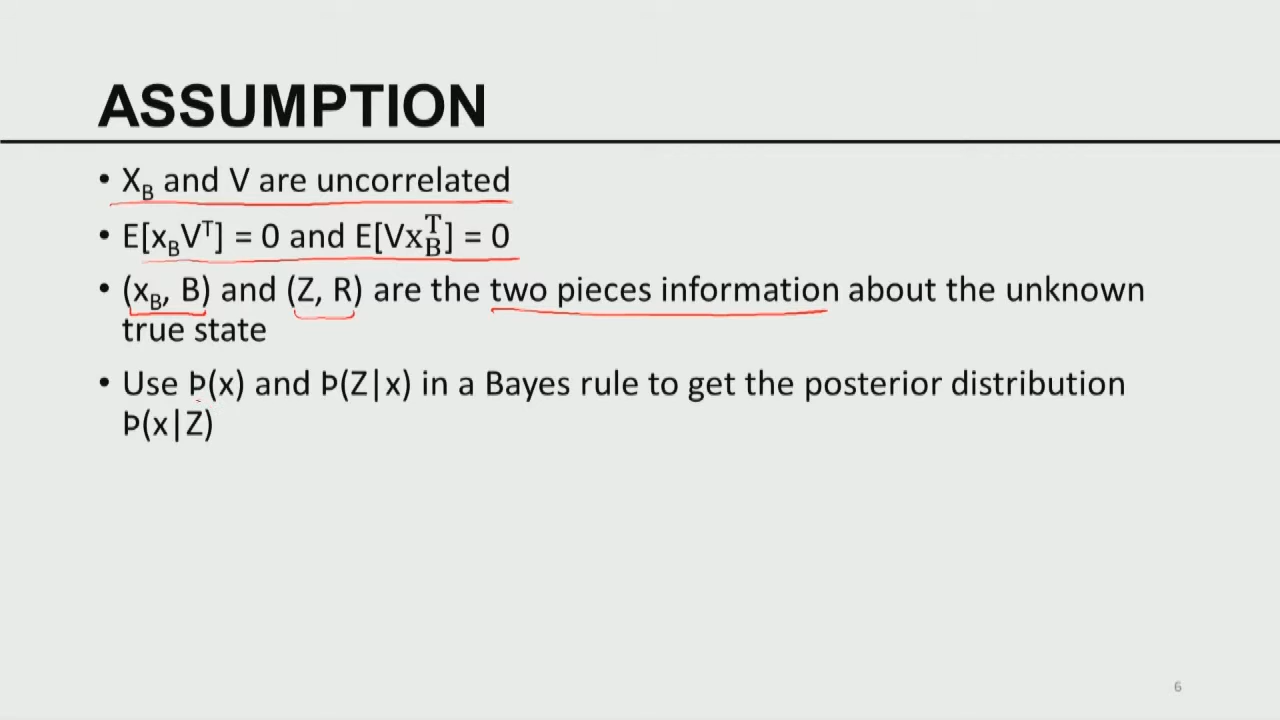 ASSUMPTION
• X_B and V are uncorrelated
• E[x_BV^T] = 0 and E[Vx_B^T] = 0
• (x_B, B) and (Z, R) are the two pieces information about the unknown
true state
• Use Þ(x) and Þ(Z|x) in a Bayes rule to get the posterior distribution
Þ(x|Z)
6